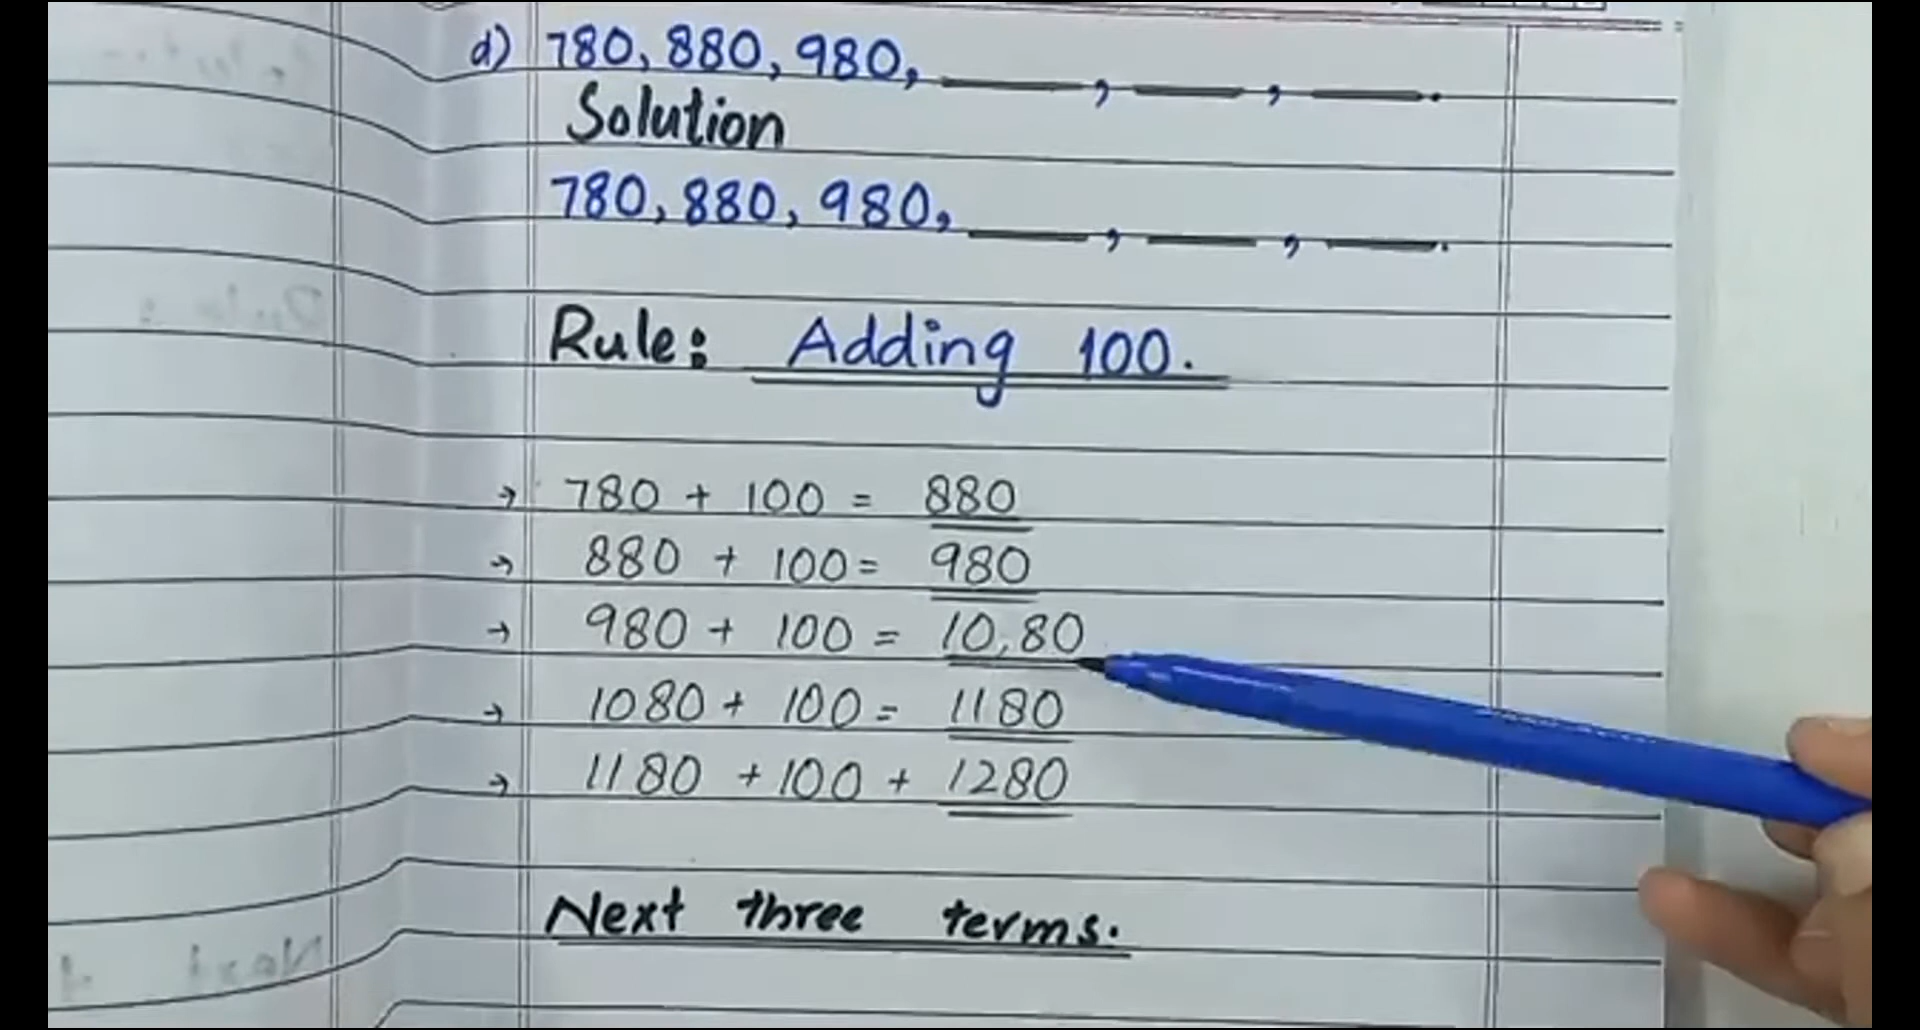 d) 780, 880, 980, ___, ___, ___.
Solution
780, 880, 980, ___, ___, ___.
Rule: Adding 100.
→ 780 + 100 = 880
→ 880 + 100 = 980
→ 980 + 100 = 10,80
→ 1080 + 100 = 1180
→ 1180 + 100 + 1280
Next three terms.